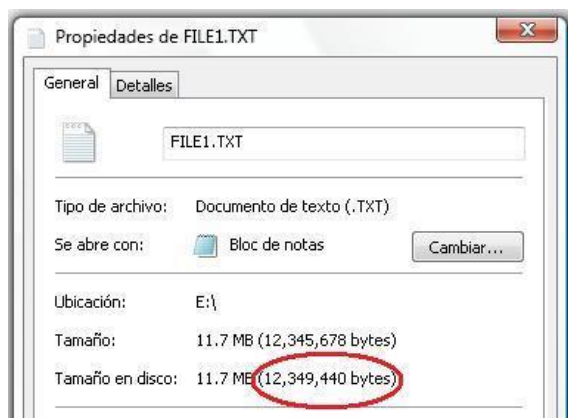 Propiedades de FILE1.TXT
General Detalles
FILE1.TXT
Tipo de archivo: Documento de texto (.TXT)
Se abre con: Bloc de notas Cambiar...
Ubicación: E:\
Tamaño: 11.7 MB (12,345,678 bytes)
Tamaño en disco: 11.7 MB (12,349,440 bytes)